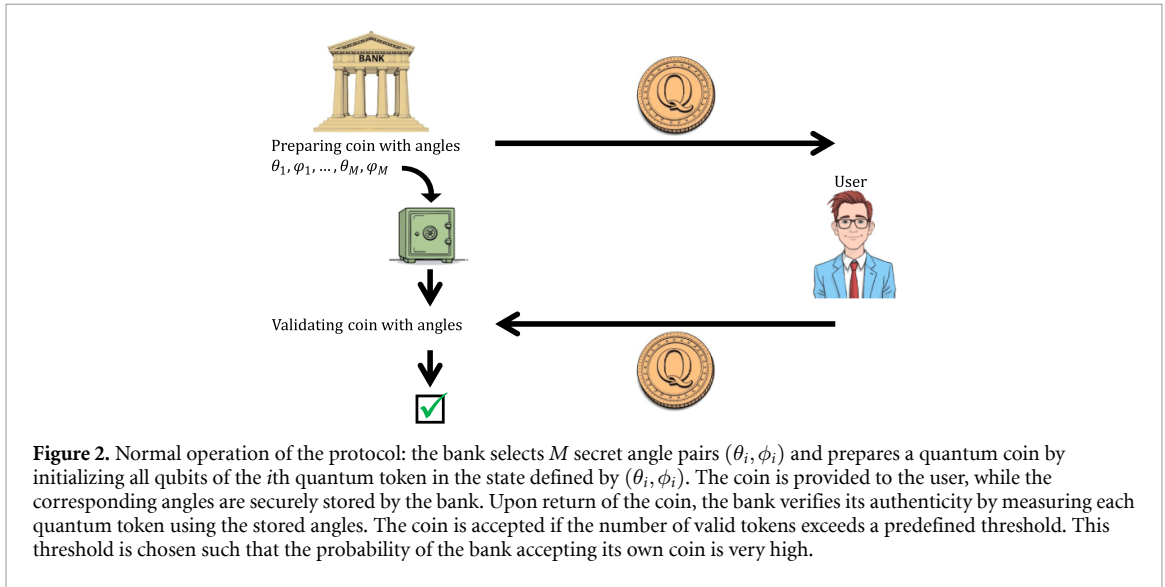 BANK
Q
Preparing coin with angles
θ₁, φ₁, … , θ_M, φ_M
User
Validating coin with angles
Q
Figure 2. Normal operation of the protocol: the bank selects M secret angle pairs (θᵢ, ϕᵢ) and prepares a quantum coin by
initializing all qubits of the ith quantum token in the state defined by (θᵢ, ϕᵢ). The coin is provided to the user, while the
corresponding angles are securely stored by the bank. Upon return of the coin, the bank verifies its authenticity by measuring each
quantum token using the stored angles. The coin is accepted if the number of valid tokens exceeds a predefined threshold. This
threshold is chosen such that the probability of the bank accepting its own coin is very high.